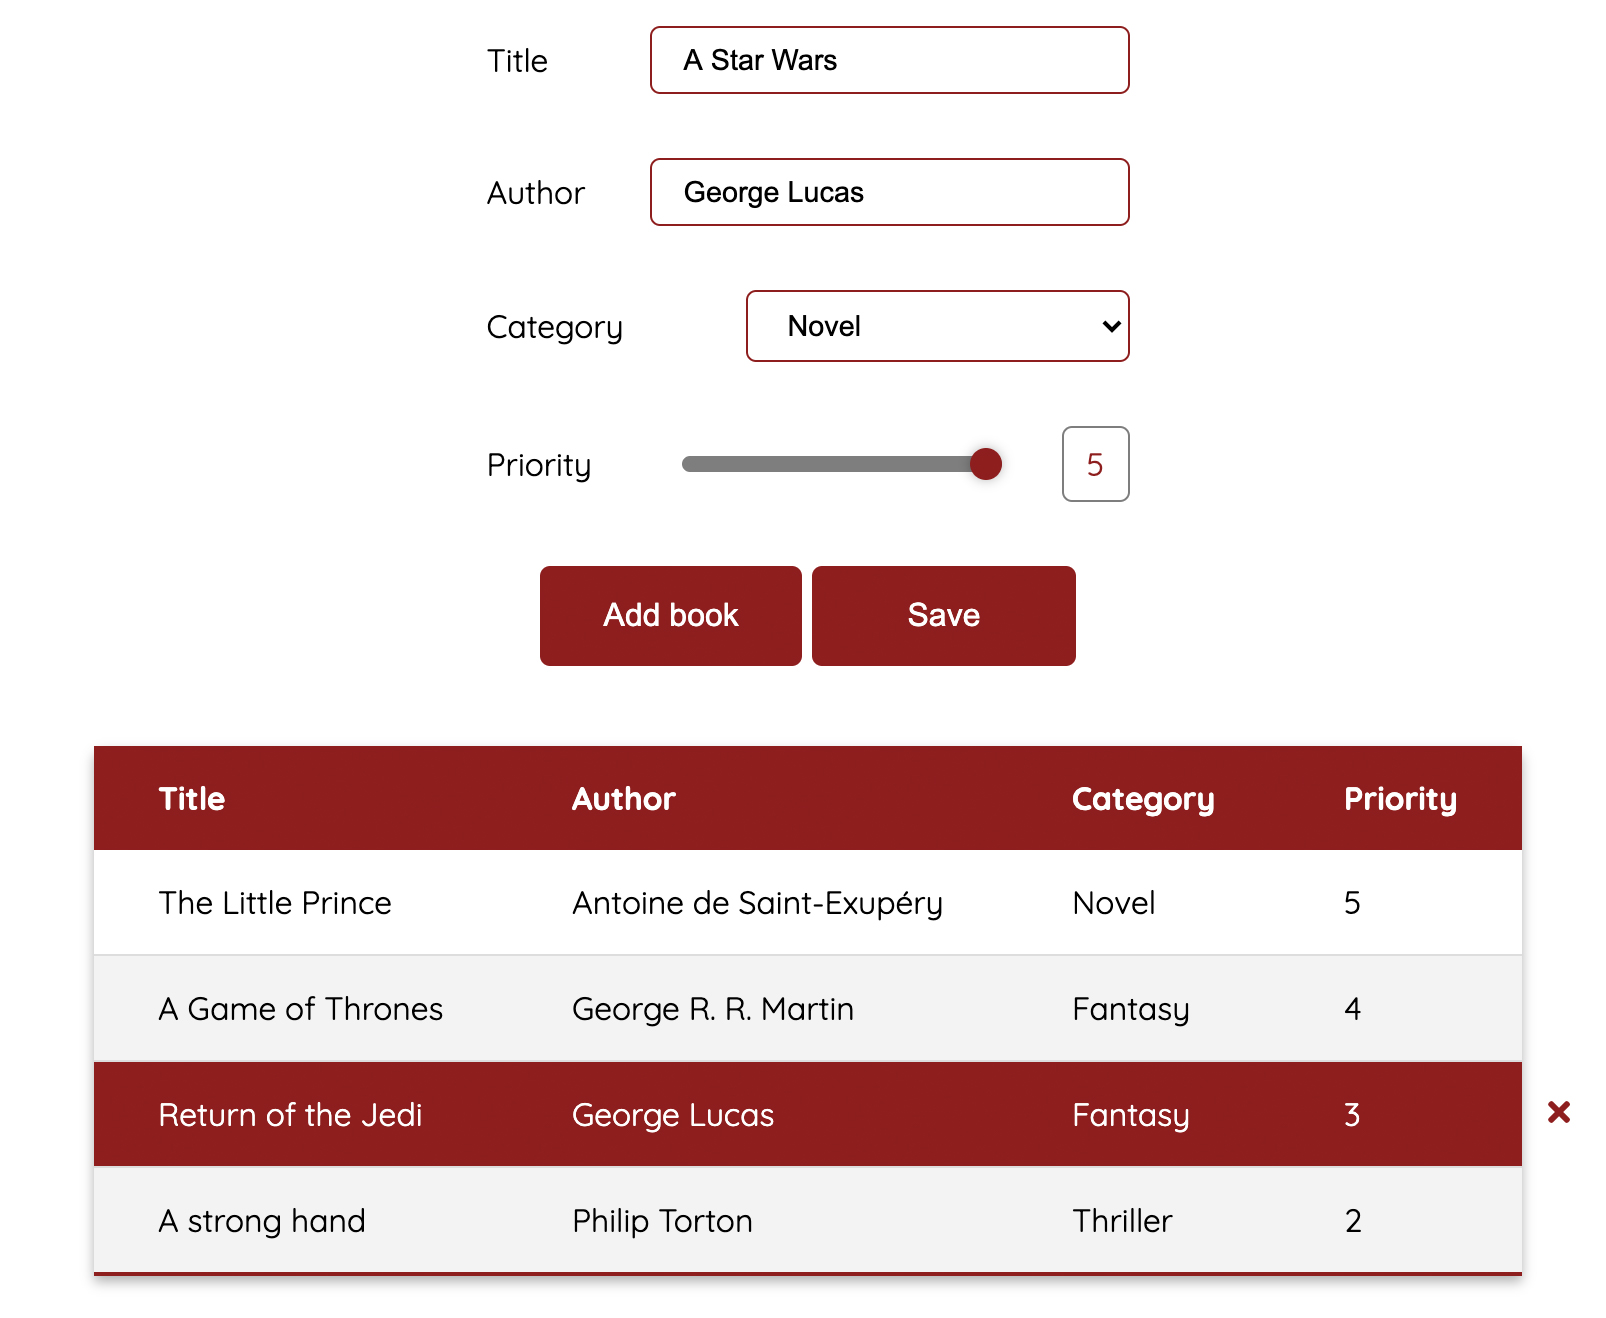 Title A Star Wars
Author George Lucas
Category Novel
Priority 5
Add book Save
Title Author Category Priority
The Little Prince Antoine de Saint-Exupéry Novel 5
A Game of Thrones George R. R. Martin Fantasy 4
Return of the Jedi George Lucas Fantasy 3
A strong hand Philip Torton Thriller 2